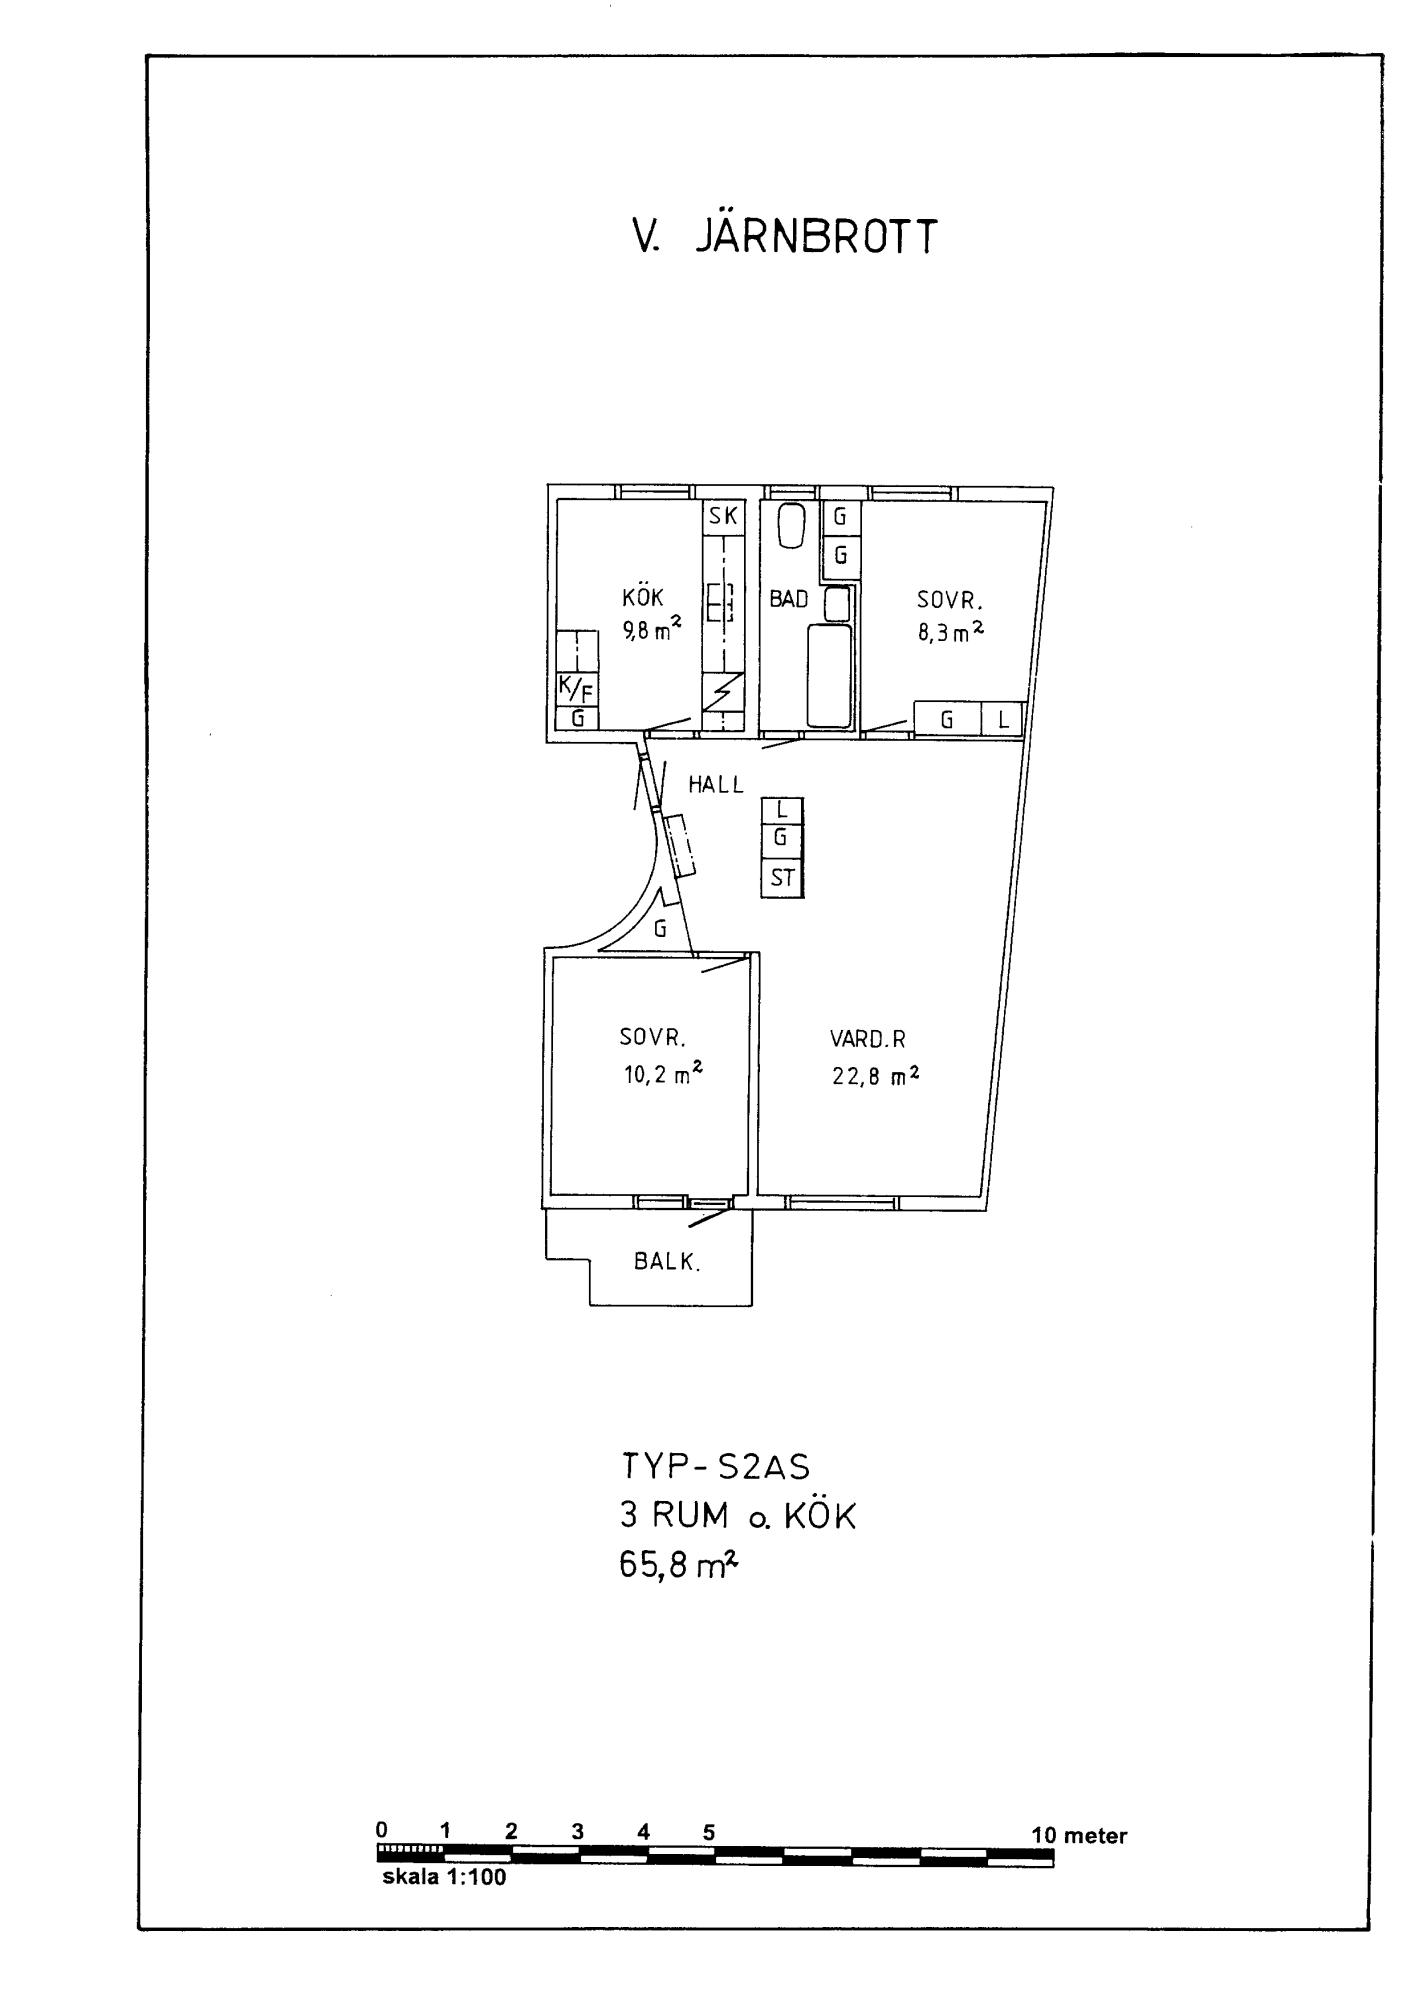 V. JÄRNBROTT
SK
G
G
KÖK
9,8 m²
BAD
SOVR.
8,3 m²
K/F
G
G
L
HALL
L
G
ST
G
SOVR.
10,2 m²
VARD.R
22,8 m²
BALK.
TYP-S2AS
3 RUM o. KÖK
65,8 m²
0 1 2 3 4 5 10 meter
skala 1:100